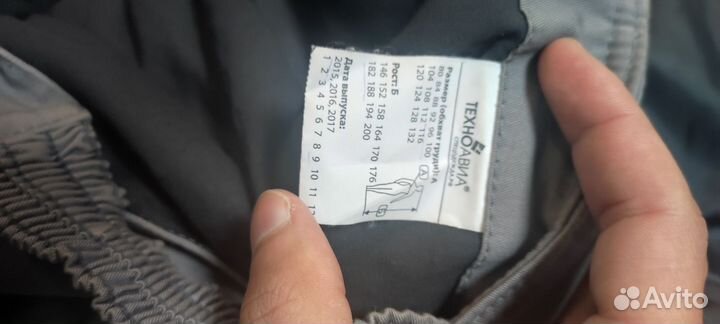 ТЕХНОАВИА®
СПЕЦОДЕЖДА.РФ
Размер (обхват груди): А
80 84 88 92 96 100
104 108 112 116
120 124 128 132
А
Рост: Б
146 152 158 164 170 176
182 188 194 200
Б
Дата выпуска:
2015, 2016, 2017
1 2 3 4 5 6 7 8 9 10 11
Avito